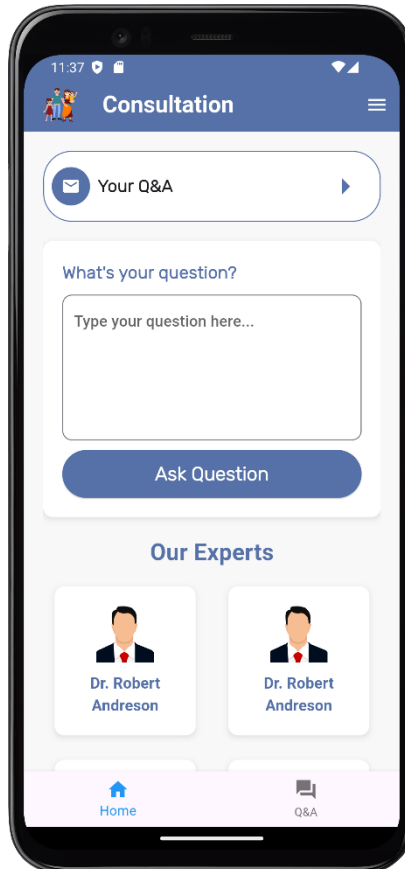 11:37
Consultation
Your Q&A
What's your question?
Type your question here...
Ask Question
Our Experts
Dr. Robert
Andreson
Dr. Robert
Andreson
Home
Q&A